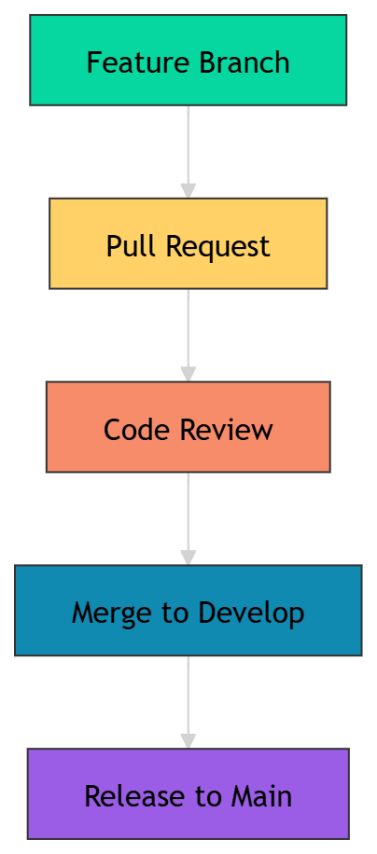 Feature Branch
Pull Request
Code Review
Merge to Develop
Release to Main